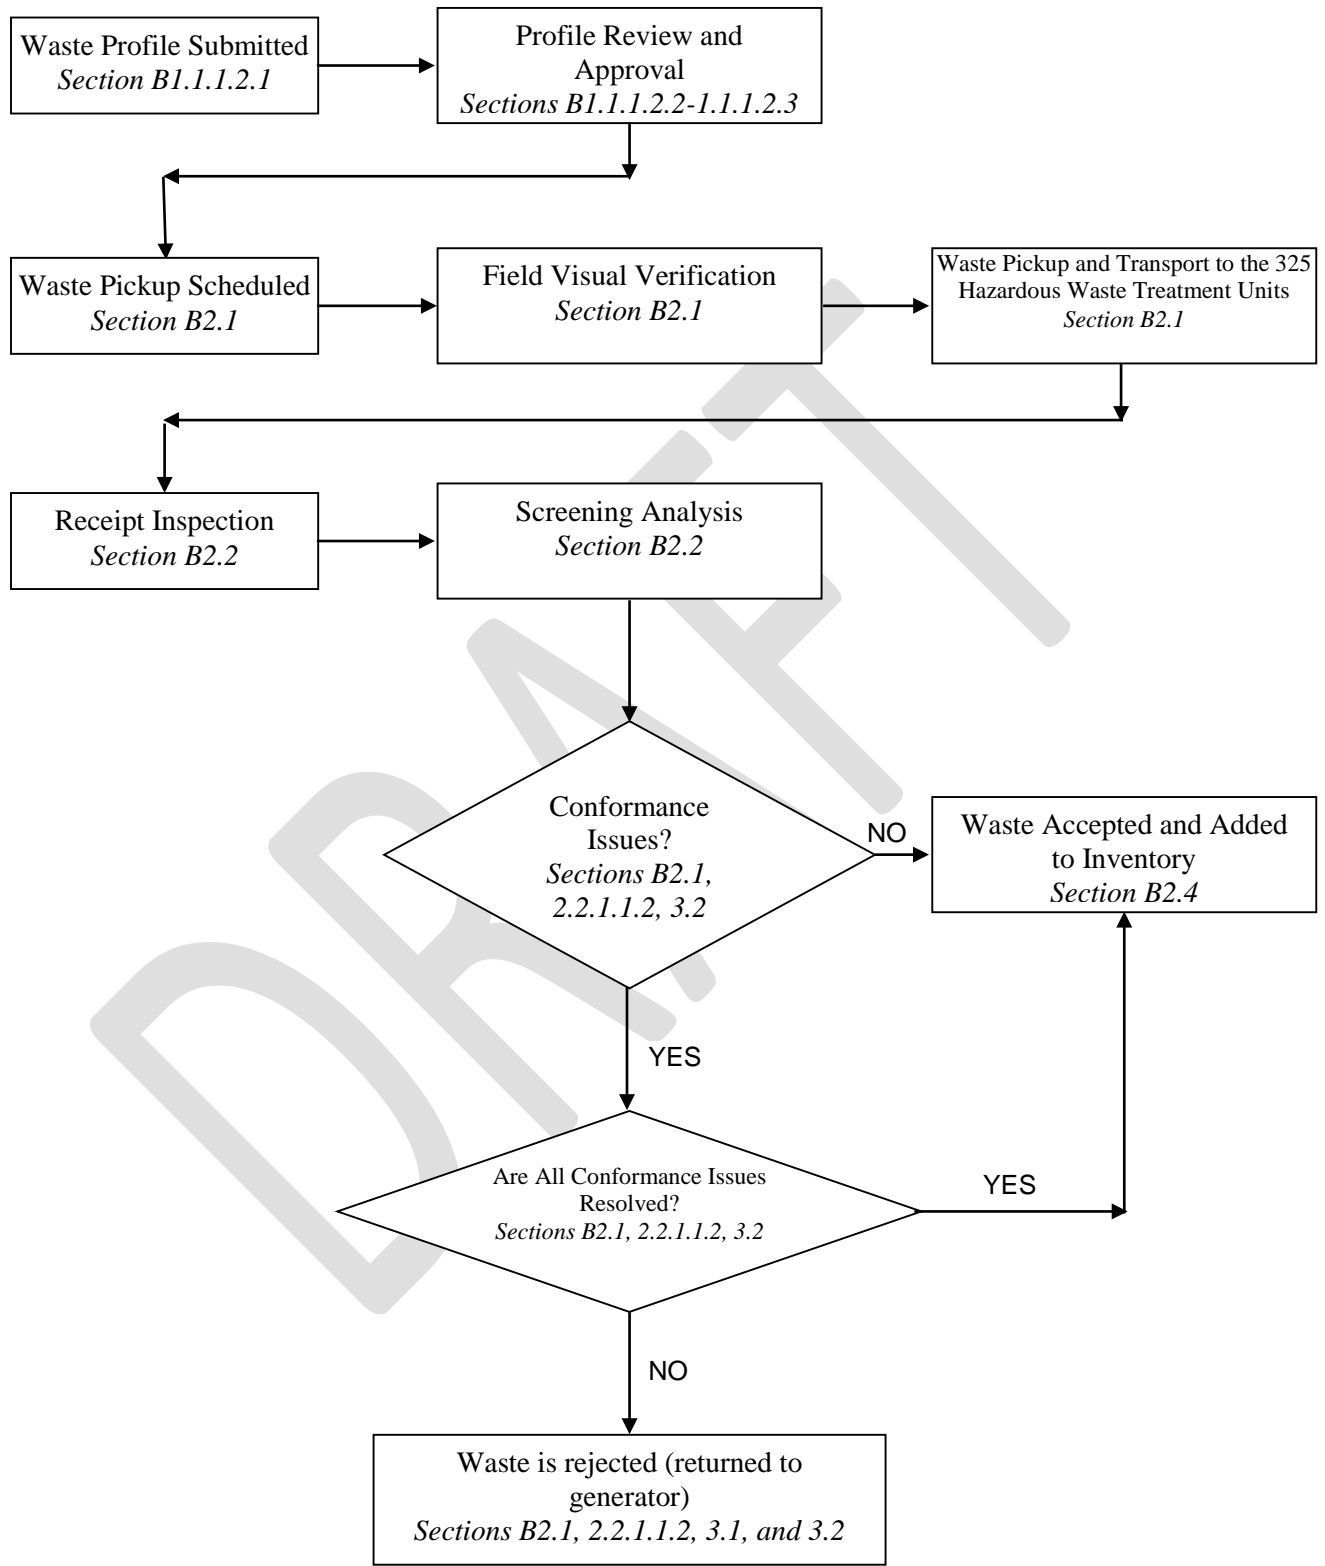 Waste Profile Submitted
Section B1.1.1.2.1
Profile Review and
Approval
Sections B1.1.1.2.2-1.1.1.2.3
Waste Pickup Scheduled
Section B2.1
Field Visual Verification
Section B2.1
Waste Pickup and Transport to the 325
Hazardous Waste Treatment Units
Section B2.1
Receipt Inspection
Section B2.2
Screening Analysis
Section B2.2
Conformance
Issues?
Sections B2.1,
2.2.1.1.2, 3.2
NO
Waste Accepted and Added
to Inventory
Section B2.4
YES
Are All Conformance Issues
Resolved?
Sections B2.1, 2.2.1.1.2, 3.2
YES
NO
Waste is rejected (returned to
generator)
Sections B2.1, 2.2.1.1.2, 3.1, and 3.2
DRAFT